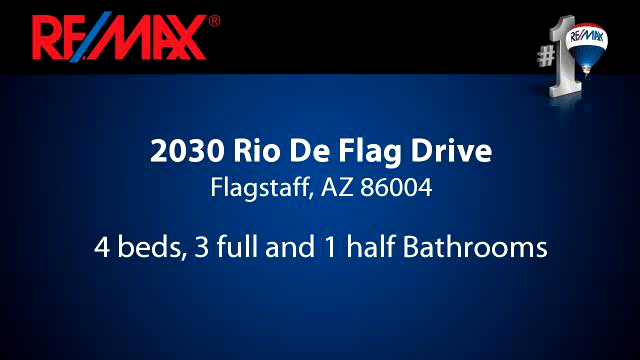 RE/MAX®
#1 RE/MAX
2030 Rio De Flag Drive
Flagstaff, AZ 86004
4 beds, 3 full and 1 half Bathrooms